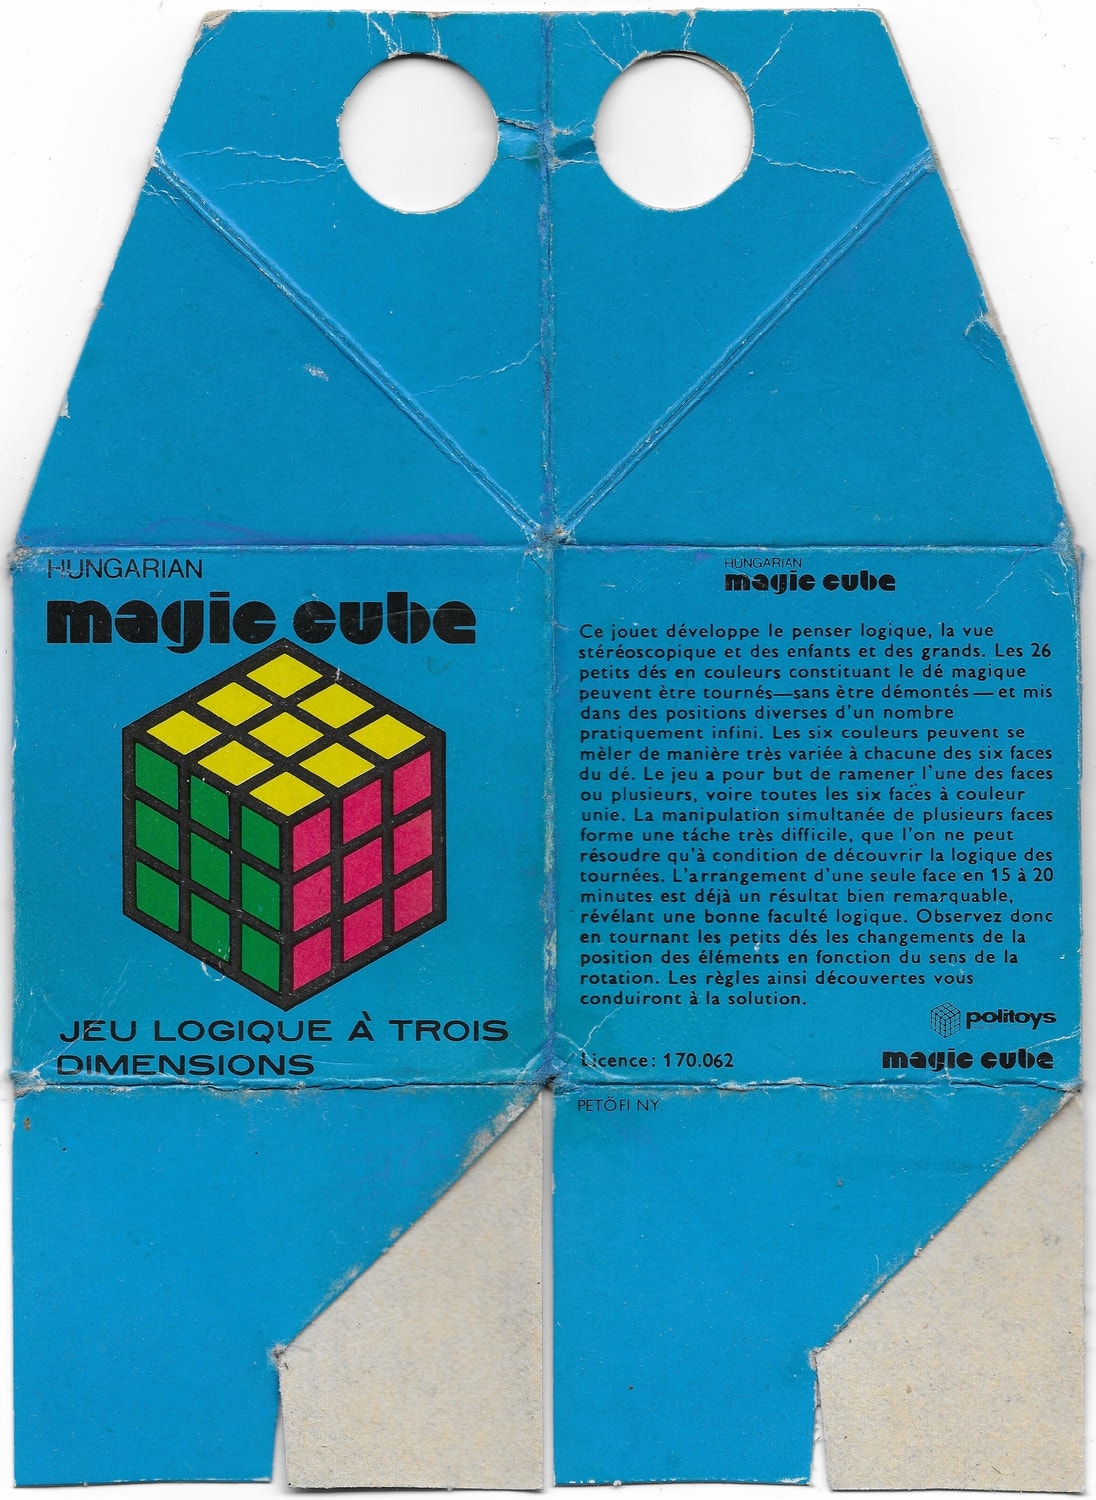 HUNGARIAN
magic cube
JEU LOGIQUE À TROIS
DIMENSIONS
HUNGARIAN
magic cube
Ce jouet développe le penser logique, la vue
stéréoscopique et des enfants et des grands. Les 26
petits dés en couleurs constituant le dé magique
peuvent ètre tournés—sans ètre démontés — et mis
dans des positions diverses d'un nombre
pratiquement infini. Les six couleurs peuvent se
mèler de manière très variée à chacune des six faces
du dé. Le jeu a pour but de ramener l'une des faces
ou plusieurs, voire toutes les six faces à couleur
unie. La manipulation simultanée de plusieurs faces
forme une táche très difficile, que l'on ne peut
résoudre qu'à condition de découvrir la logique des
tournées. L'arrangement d'une seule face en 15 à 20
minutes est déjà un résultat bien remarquable,
révélant une bonne faculté logique. Observez donc
en tournant les petits dés les changements de la
position des éléments en fonction du sens de la
rotation. Les règles ainsi découvertes vous
conduiront à la solution.
politoys
Licence: 170.062
magic cube
PETŐFI NY.